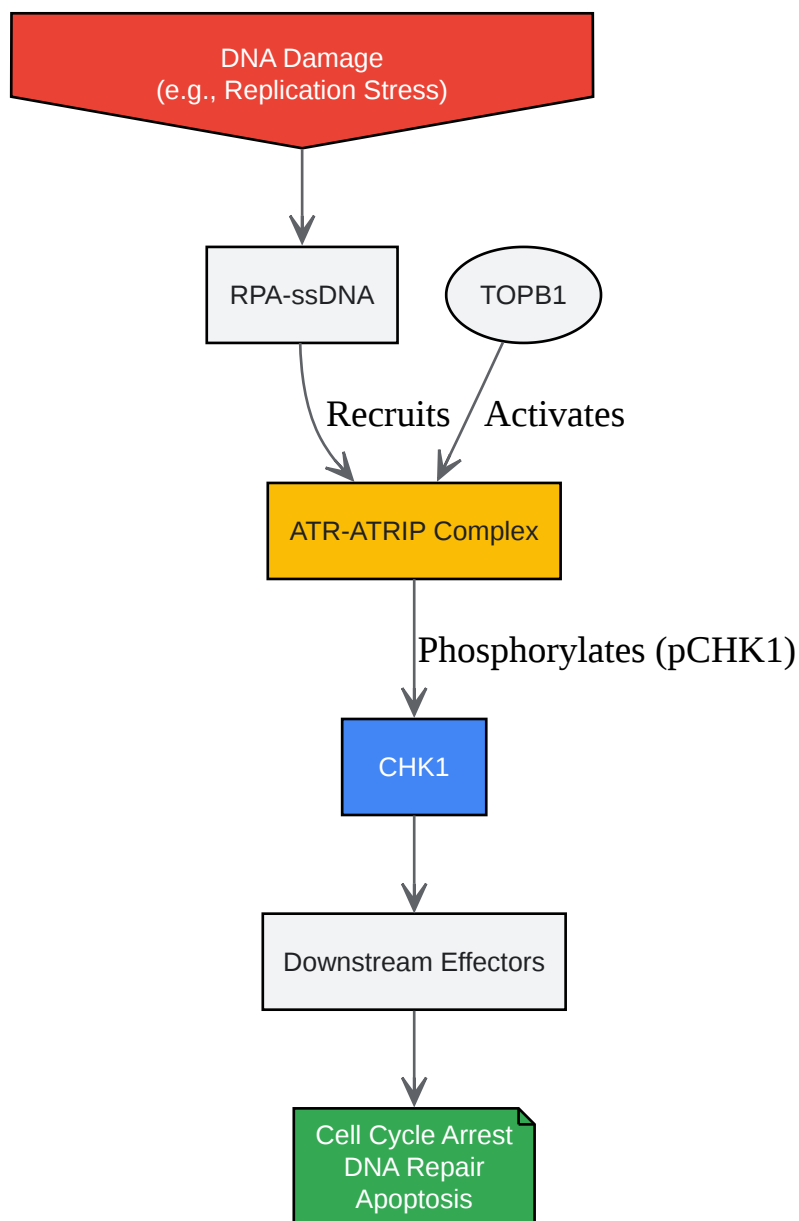 DNA Damage
(e.g., Replication Stress)
RPA-ssDNA
TOPB1
Recruits
Activates
ATR-ATRIP Complex
Phosphorylates (pCHK1)
CHK1
Downstream Effectors
Cell Cycle Arrest
DNA Repair
Apoptosis